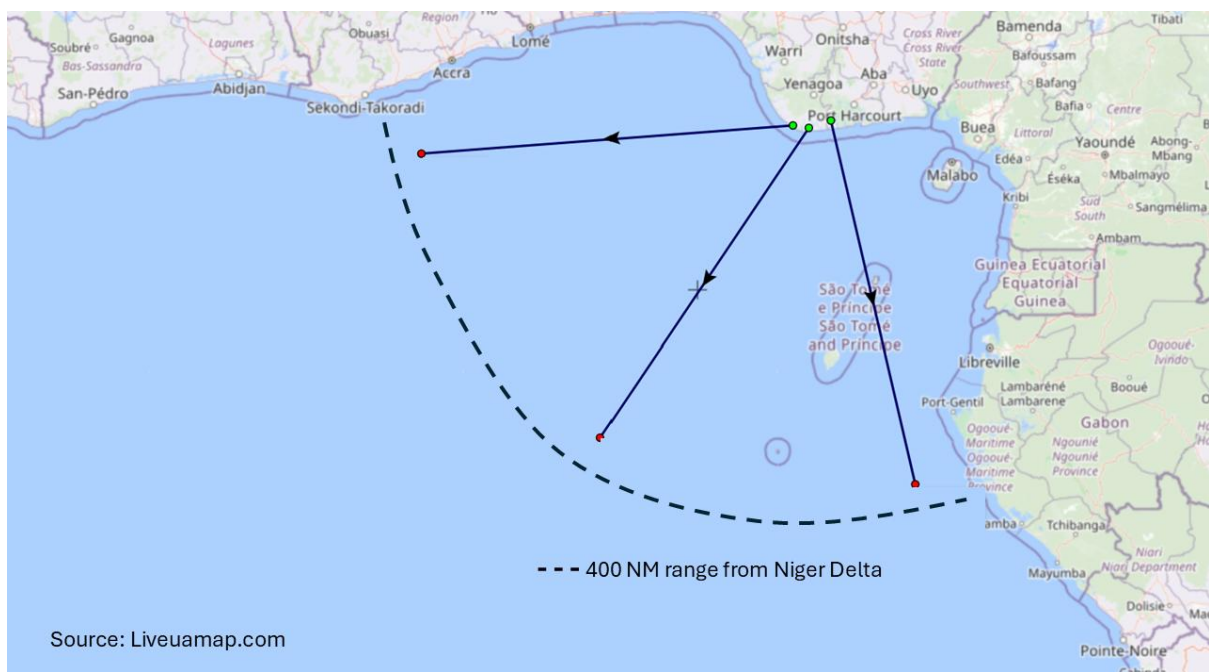 Gagnoa
Soubré
Bas-Sassandra
Lagunes
San-Pédro
Abidjan
Obuasi
Region
Sekondi-Takoradi
Accra
Lomé
Warri
Onitsha
Yenagoa
Aba
Uyo
Port Harcourt
Cross River
Cross River
State
Bamenda
Bafoussam
Tibati
Southwest
Bafang
Bafia
Centre
Buea
Littoral
Yaoundé
Abong-
Mbang
Malabo
Edéa
Mbalmayo
Éséka
Kribi
Sud
South
Sangmélima
Ambam
Guinea Ecuatorial
Equatorial
Guinea
São Tomé
e Príncipe
São Tomé
and Príncipe
Libreville
Ogooué-
Ivindo
Lambaréné
Lambarene
Booué
Port-Gentil
Gabon
Ogooué-
Maritime
Ogooué-
Maritime
Province
Ngounié
Ngounié
Province
amba
Tchibanga
Mayumba
Niari
Niari Department
Dolisie
Pointe-Noire
400 NM range from Niger Delta
Source: Liveuamap.com